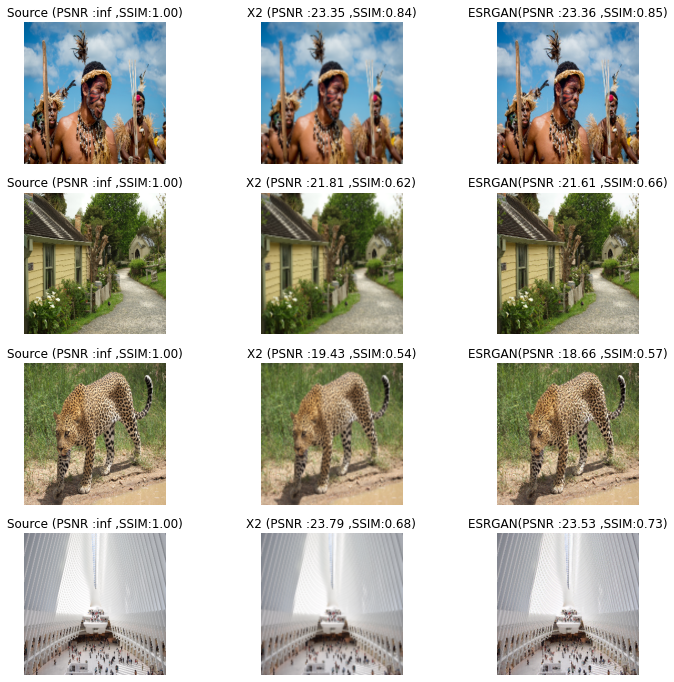 Source (PSNR :inf ,SSIM:1.00)
X2 (PSNR :23.35 ,SSIM:0.84)
ESRGAN(PSNR :23.36 ,SSIM:0.85)
Source (PSNR :inf ,SSIM:1.00)
X2 (PSNR :21.81 ,SSIM:0.62)
ESRGAN(PSNR :21.61 ,SSIM:0.66)
Source (PSNR :inf ,SSIM:1.00)
X2 (PSNR :19.43 ,SSIM:0.54)
ESRGAN(PSNR :18.66 ,SSIM:0.57)
Source (PSNR :inf ,SSIM:1.00)
X2 (PSNR :23.79 ,SSIM:0.68)
ESRGAN(PSNR :23.53 ,SSIM:0.73)